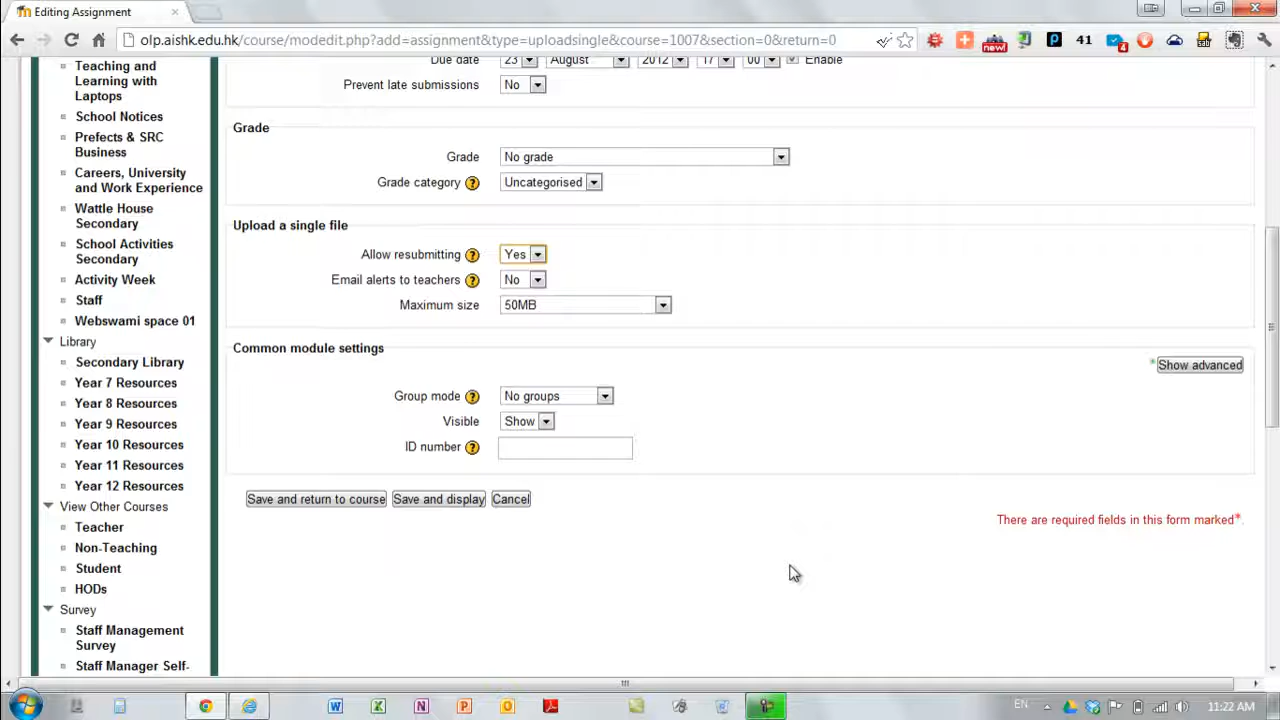 Editing Assignment
olp.aishk.edu.hk/course/modedit.php?add=assignment&type=uploadsingle&course=1007&section=0&return=0
new!
41
4
Teaching and
Learning with
Laptops
School Notices
Prefects & SRC
Business
Careers, University
and Work Experience
Wattle House
Secondary
School Activities
Secondary
Activity Week
Staff
Webswami space 01
Library
Secondary Library
Year 7 Resources
Year 8 Resources
Year 9 Resources
Year 10 Resources
Year 11 Resources
Year 12 Resources
View Other Courses
Teacher
Non-Teaching
Student
HODs
Survey
Staff Management
Survey
Staff Manager Self-
Due date 23 August 2012 17 00 Enable
Prevent late submissions No
Grade
Grade No grade
Grade category Uncategorised
Upload a single file
Allow resubmitting Yes
Email alerts to teachers No
Maximum size 50MB
Common module settings
* Show advanced
Group mode No groups
Visible Show
ID number
Save and return to course Save and display Cancel
There are required fields in this form marked*.
EN 11:22 AM